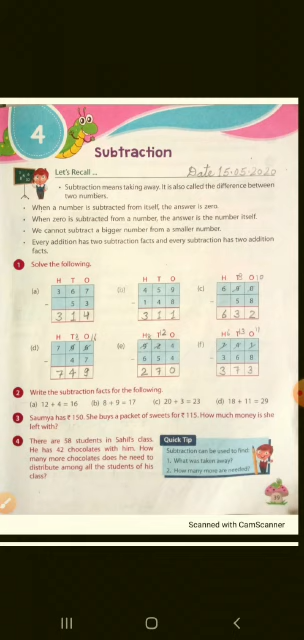 4
Subtraction
Let's Recall ...
Date 15-05-2020
• Subtraction means taking away. It is also called the difference between
two numbers.
• When a number is subtracted from itself, the answer is zero.
• When zero is subtracted from a number, the answer is the number itself.
• We cannot subtract a bigger number from a smaller number.
• Every addition has two subtraction facts and every subtraction has two addition
facts.
1 Solve the following.
H T O
H T O
(a) 3 6 7
4 5 9
(c) 6
- 5 3
- 1 4 8
- 5 8
3 1 4
3 1 1
6 3 2
(d) 7
(e)
(f)
- 4 7
- 6 5 4
- 3 6 8
7 4 9
2 7 0
3 7 3
2 Write the subtraction facts for the following.
(a) 12 + 4 = 16 (b) 8 + 9 = 17 (c) 20 + 3 = 23 (d) 18 + 11 = 29
3 Saumya has ₹ 150. She buys a packet of sweets for ₹ 115. How much money is she
left with?
4 There are 58 students in Sahil's class.
He has 42 chocolates with him. How
many more chocolates does he need to
distribute among all the students of his
class?
Quick Tip
Subtraction can be used to find:
1. What was taken away?
2. How many more are needed?
Scanned with CamScanner